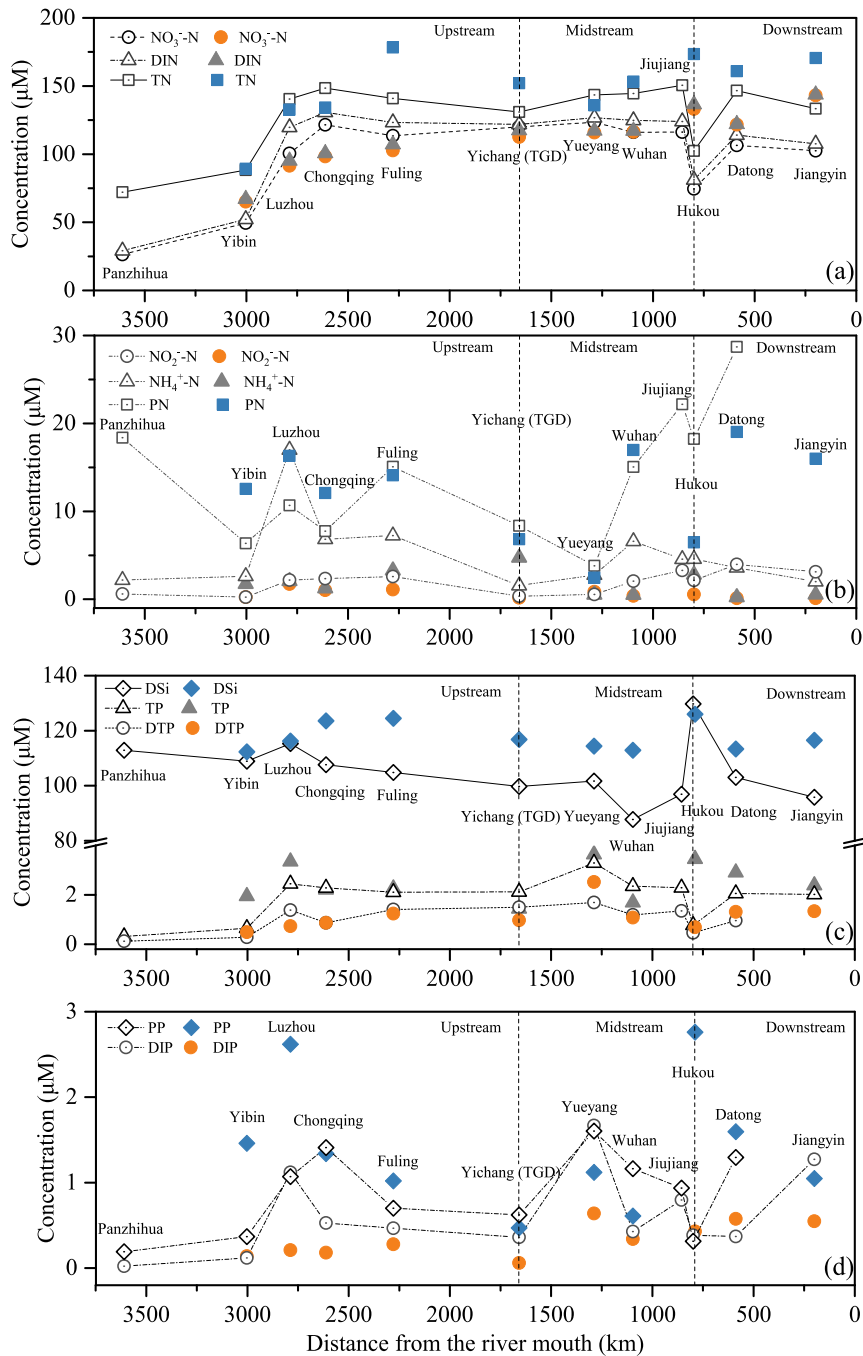 200
150
100
50
0
Concentration (μM)
NO₃⁻-N NO₃⁻-N
DIN DIN
TN TN
Upstream Midstream Downstream
Panzhihua
Yibin
Luzhou
Chongqing
Fuling
Yichang (TGD)
Yueyang
Wuhan
Jiujiang
Hukou
Datong
Jiangyin
(a)
3500 3000 2500 2000 1500 1000 500 0
30
20
10
0
Concentration (μM)
NO₂⁻-N NO₂⁻-N
NH₄⁺-N NH₄⁺-N
PN PN
Upstream Midstream Downstream
Panzhihua
Yibin
Luzhou
Chongqing
Fuling
Yichang (TGD)
Yueyang
Wuhan
Jiujiang
Hukou
Datong
Jiangyin
(b)
3500 3000 2500 2000 1500 1000 500 0
140
120
100
80
2
0
Concentration (μM)
DSi DSi
TP TP
DTP DTP
Upstream Midstream Downstream
Panzhihua
Yibin
Luzhou
Chongqing
Fuling
Yichang (TGD)
Yueyang
Wuhan
Jiujiang
Hukou
Datong
Jiangyin
(c)
3500 3000 2500 2000 1500 1000 500 0
3
2
1
0
Concentration (μM)
PP PP
DIP DIP
Upstream Midstream Downstream
Panzhihua
Yibin
Luzhou
Chongqing
Fuling
Yichang (TGD)
Yueyang
Wuhan
Jiujiang
Hukou
Datong
Jiangyin
(d)
3500 3000 2500 2000 1500 1000 500 0
Distance from the river mouth (km)